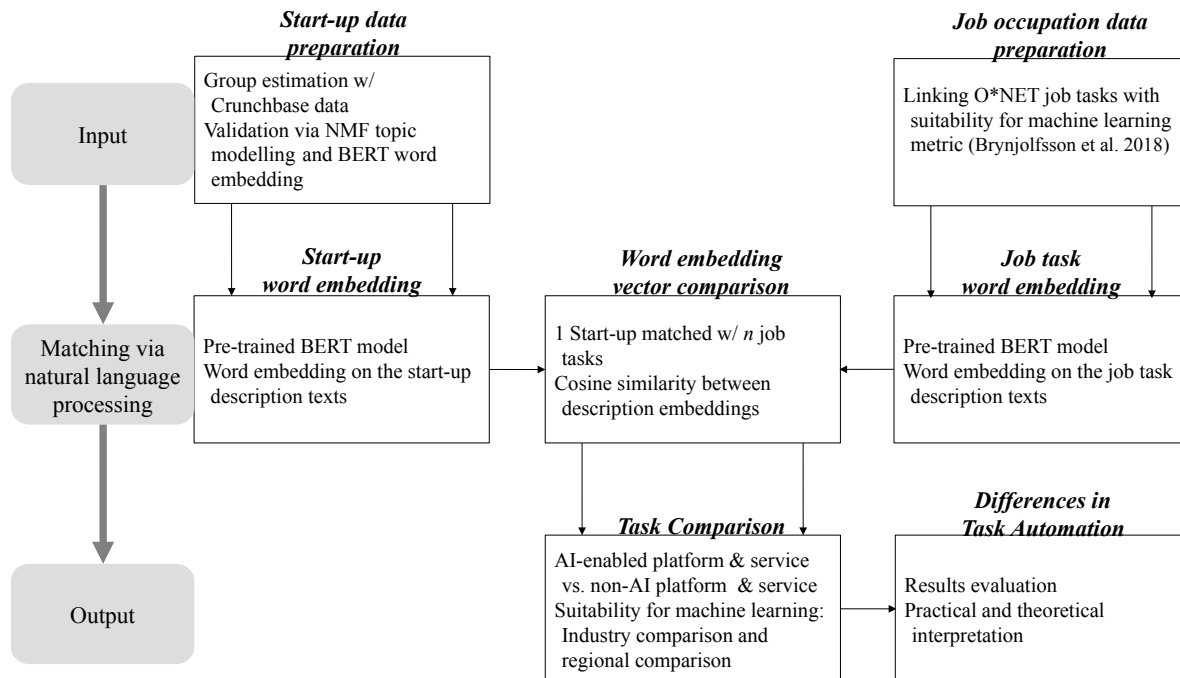 Start-up data
preparation
Job occupation data
preparation
Input
Group estimation w/
Crunchbase data
Validation via NMF topic
modelling and BERT word
embedding
Linking O*NET job tasks with
suitability for machine learning
metric (Brynjolfsson et al. 2018)
Start-up
word embedding
Word embedding
vector comparison
Job task
word embedding
Matching via
natural language
processing
Pre-trained BERT model
Word embedding on the start-up
description texts
1 Start-up matched w/ n job
tasks
Cosine similarity between
description embeddings
Pre-trained BERT model
Word embedding on the job task
description texts
Task Comparison
Differences in
Task Automation
Output
AI-enabled platform & service
vs. non-AI platform & service
Suitability for machine learning:
Industry comparison and
regional comparison
Results evaluation
Practical and theoretical
interpretation